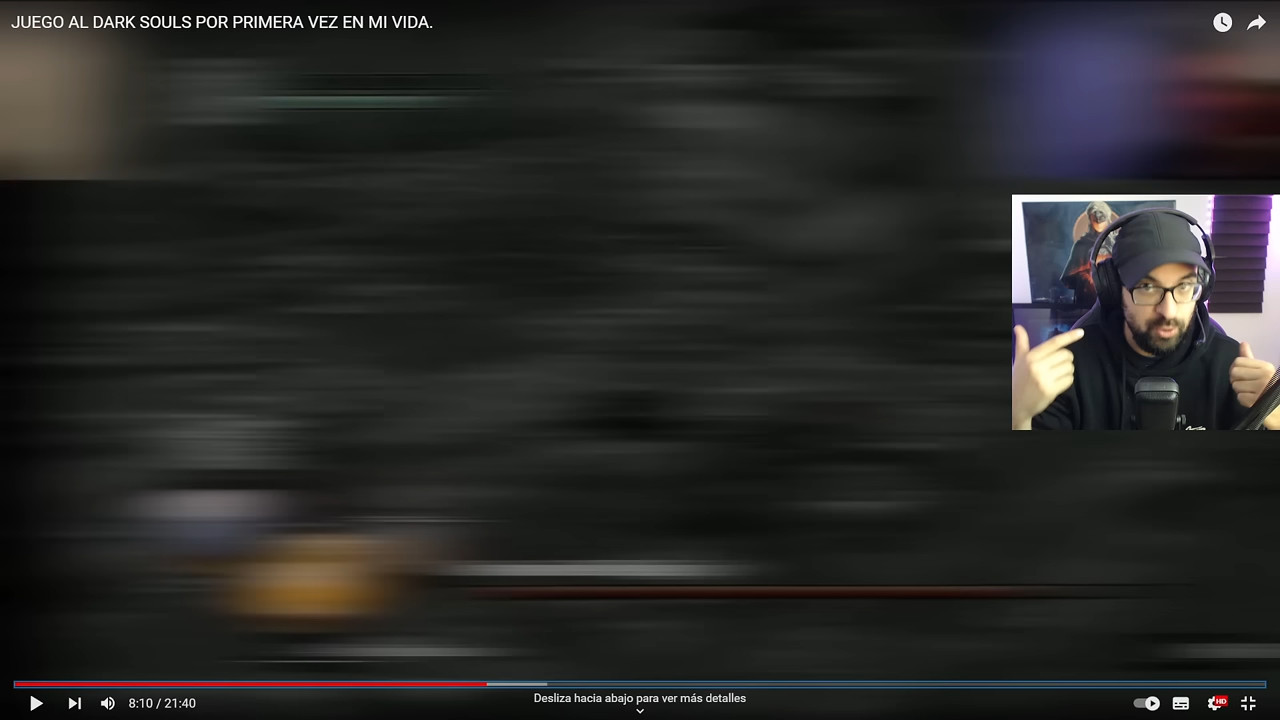 JUEGO AL DARK SOULS POR PRIMERA VEZ EN MI VIDA.
Desliza hacia abajo para ver más detalles
8:10 / 21:40
HD